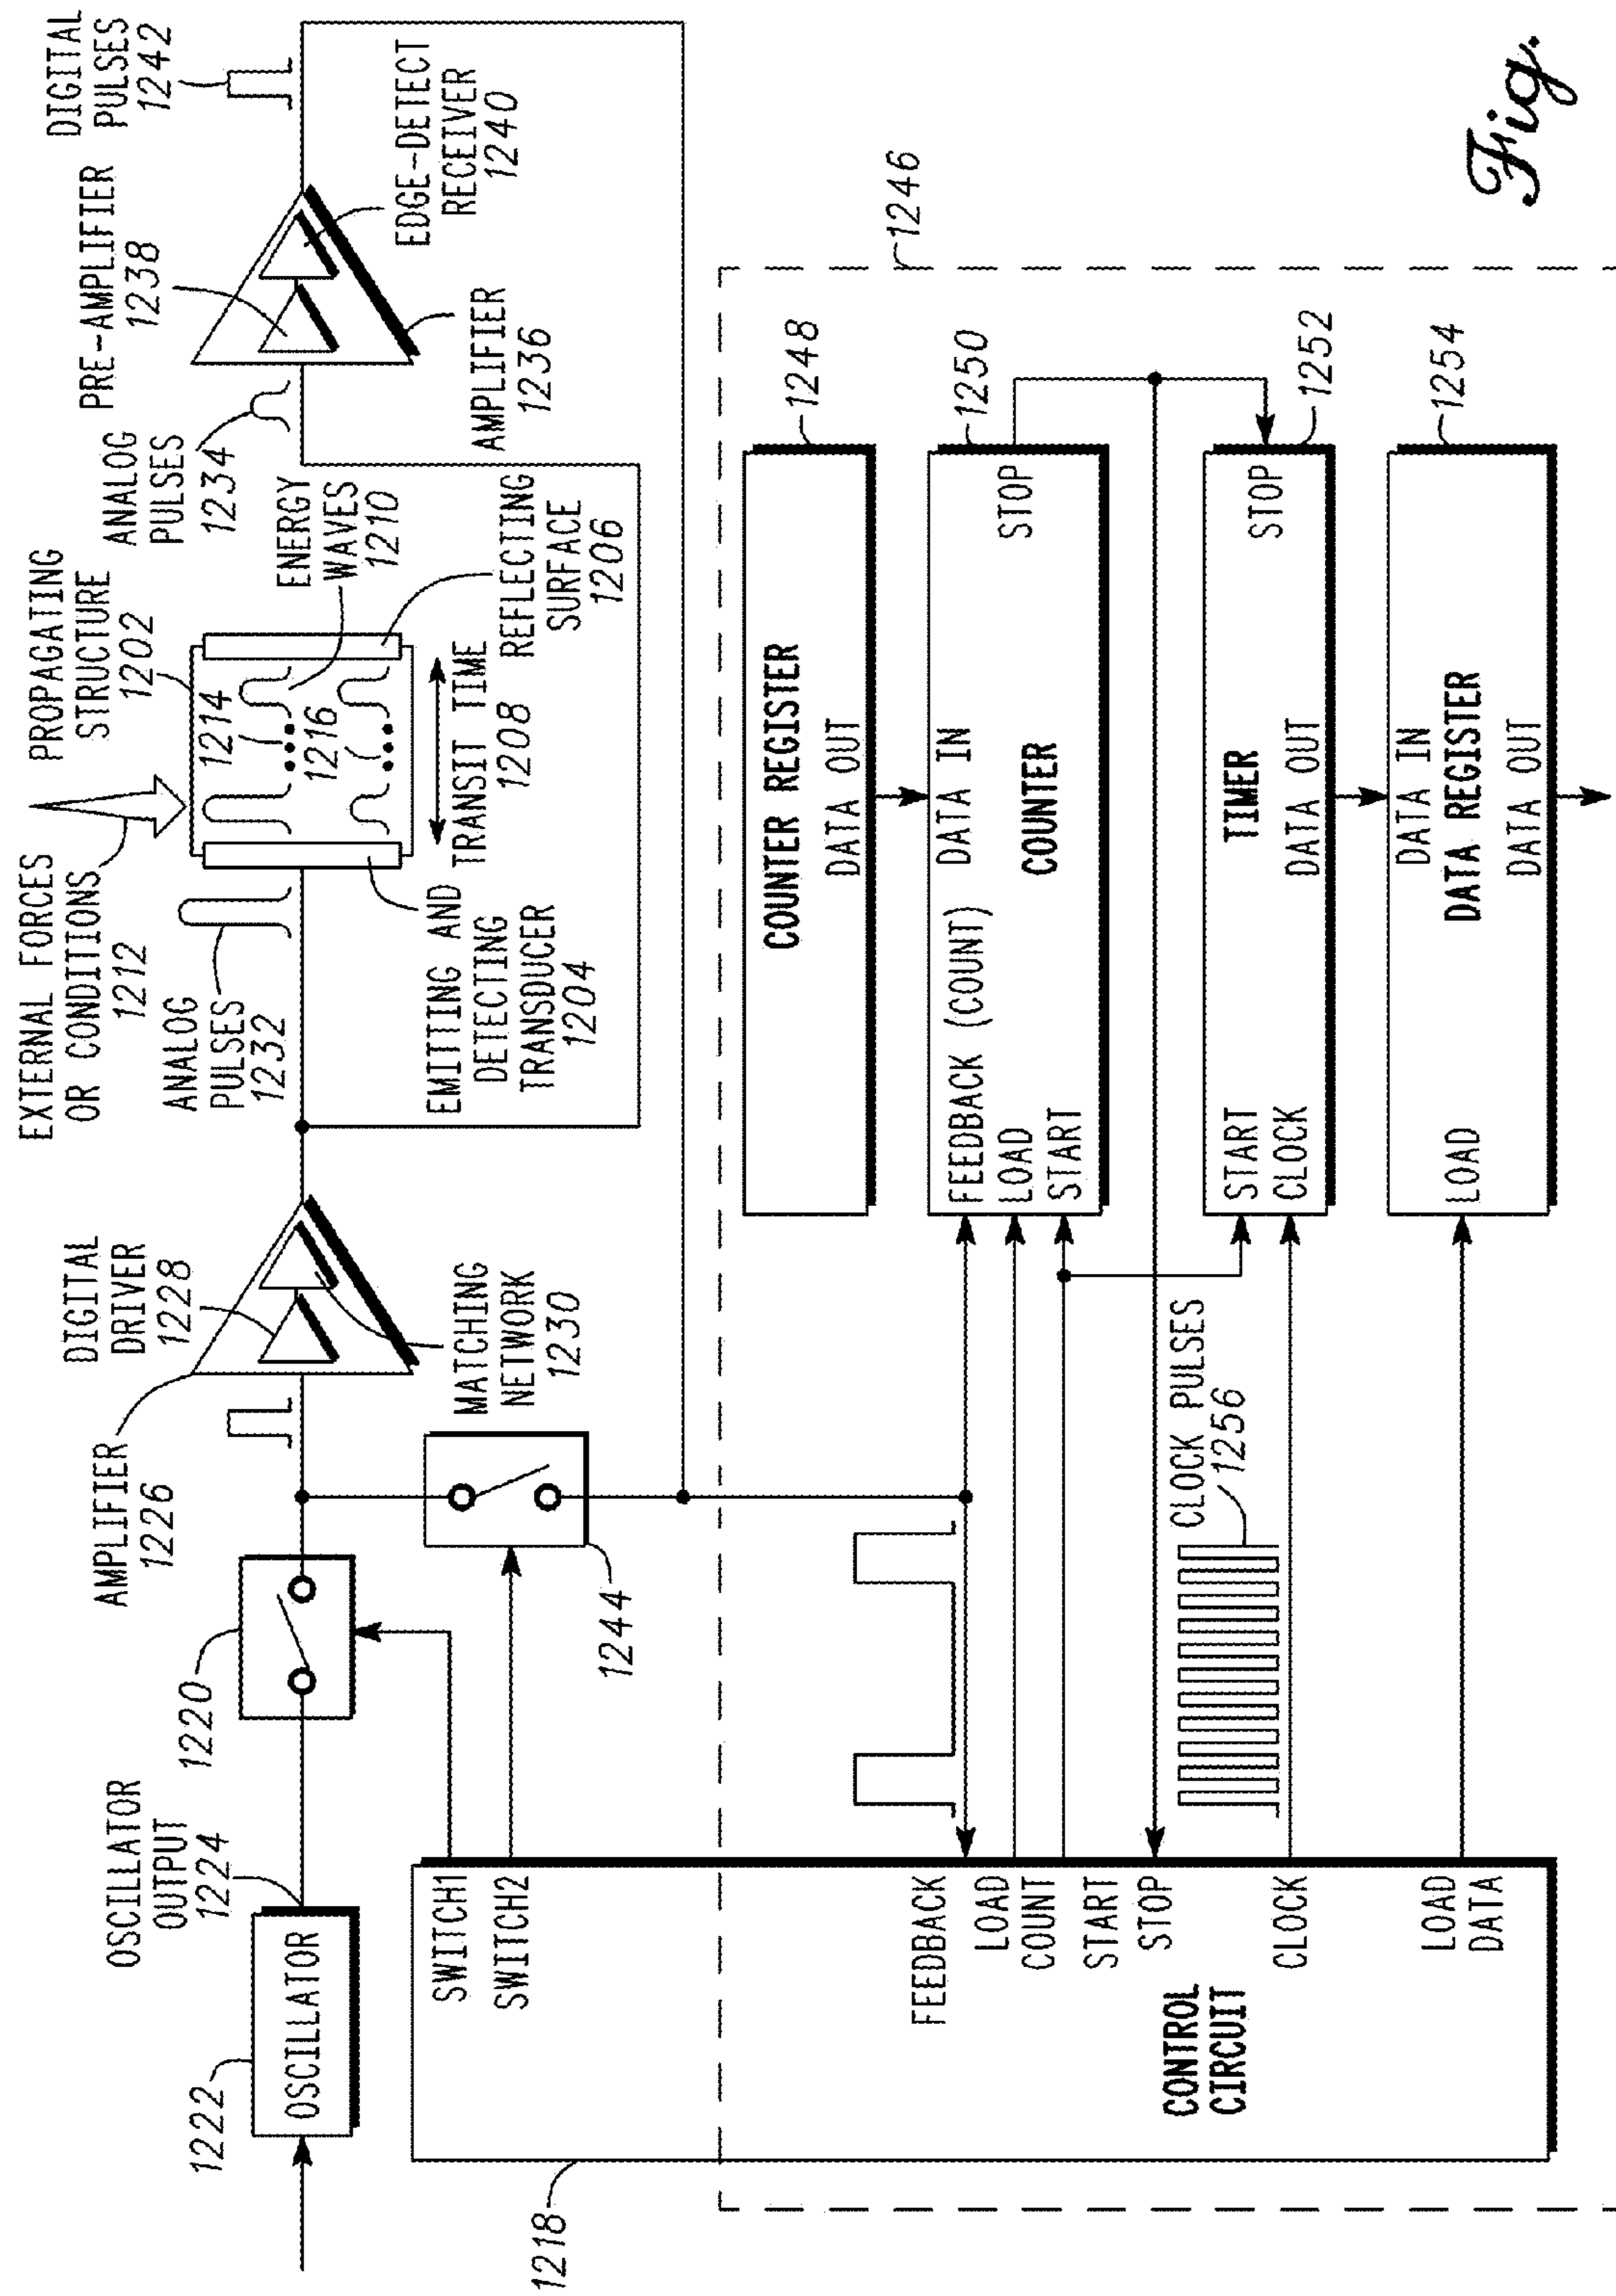 OSCILLATOR
1222
OSCILLATOR
OUTPUT
1224
1220
AMPLIFIER
1226
DIGITAL
DRIVER
1228
MATCHING
NETWORK
1230
1244
EXTERNAL FORCES
OR CONDITIONS
1212
ANALOG
PULSES
1232
EMITTING AND
DETECTING
TRANSDUCER
1204
PROPAGATING
STRUCTURE
1202
1214
1216
TRANSIT TIME
1208
ENERGY
WAVES
1210
REFLECTING
SURFACE
1206
ANALOG
PULSES
1234
PRE-AMPLIFIER
1238
AMPLIFIER
1236
EDGE-DETECT
RECEIVER
1240
DIGITAL
PULSES
1242
1218
SWITCH1
SWITCH2
FEEDBACK
LOAD
COUNT
START
STOP
CLOCK
LOAD
DATA
CONTROL
CIRCUIT
CLOCK PULSES
1256
1246
COUNTER REGISTER
DATA OUT
1248
FEEDBACK (COUNT)
LOAD
START
DATA IN
COUNTER
STOP
1250
START
CLOCK
TIMER
DATA OUT
STOP
1252
LOAD
DATA IN
DATA REGISTER
DATA OUT
1254
Fig.